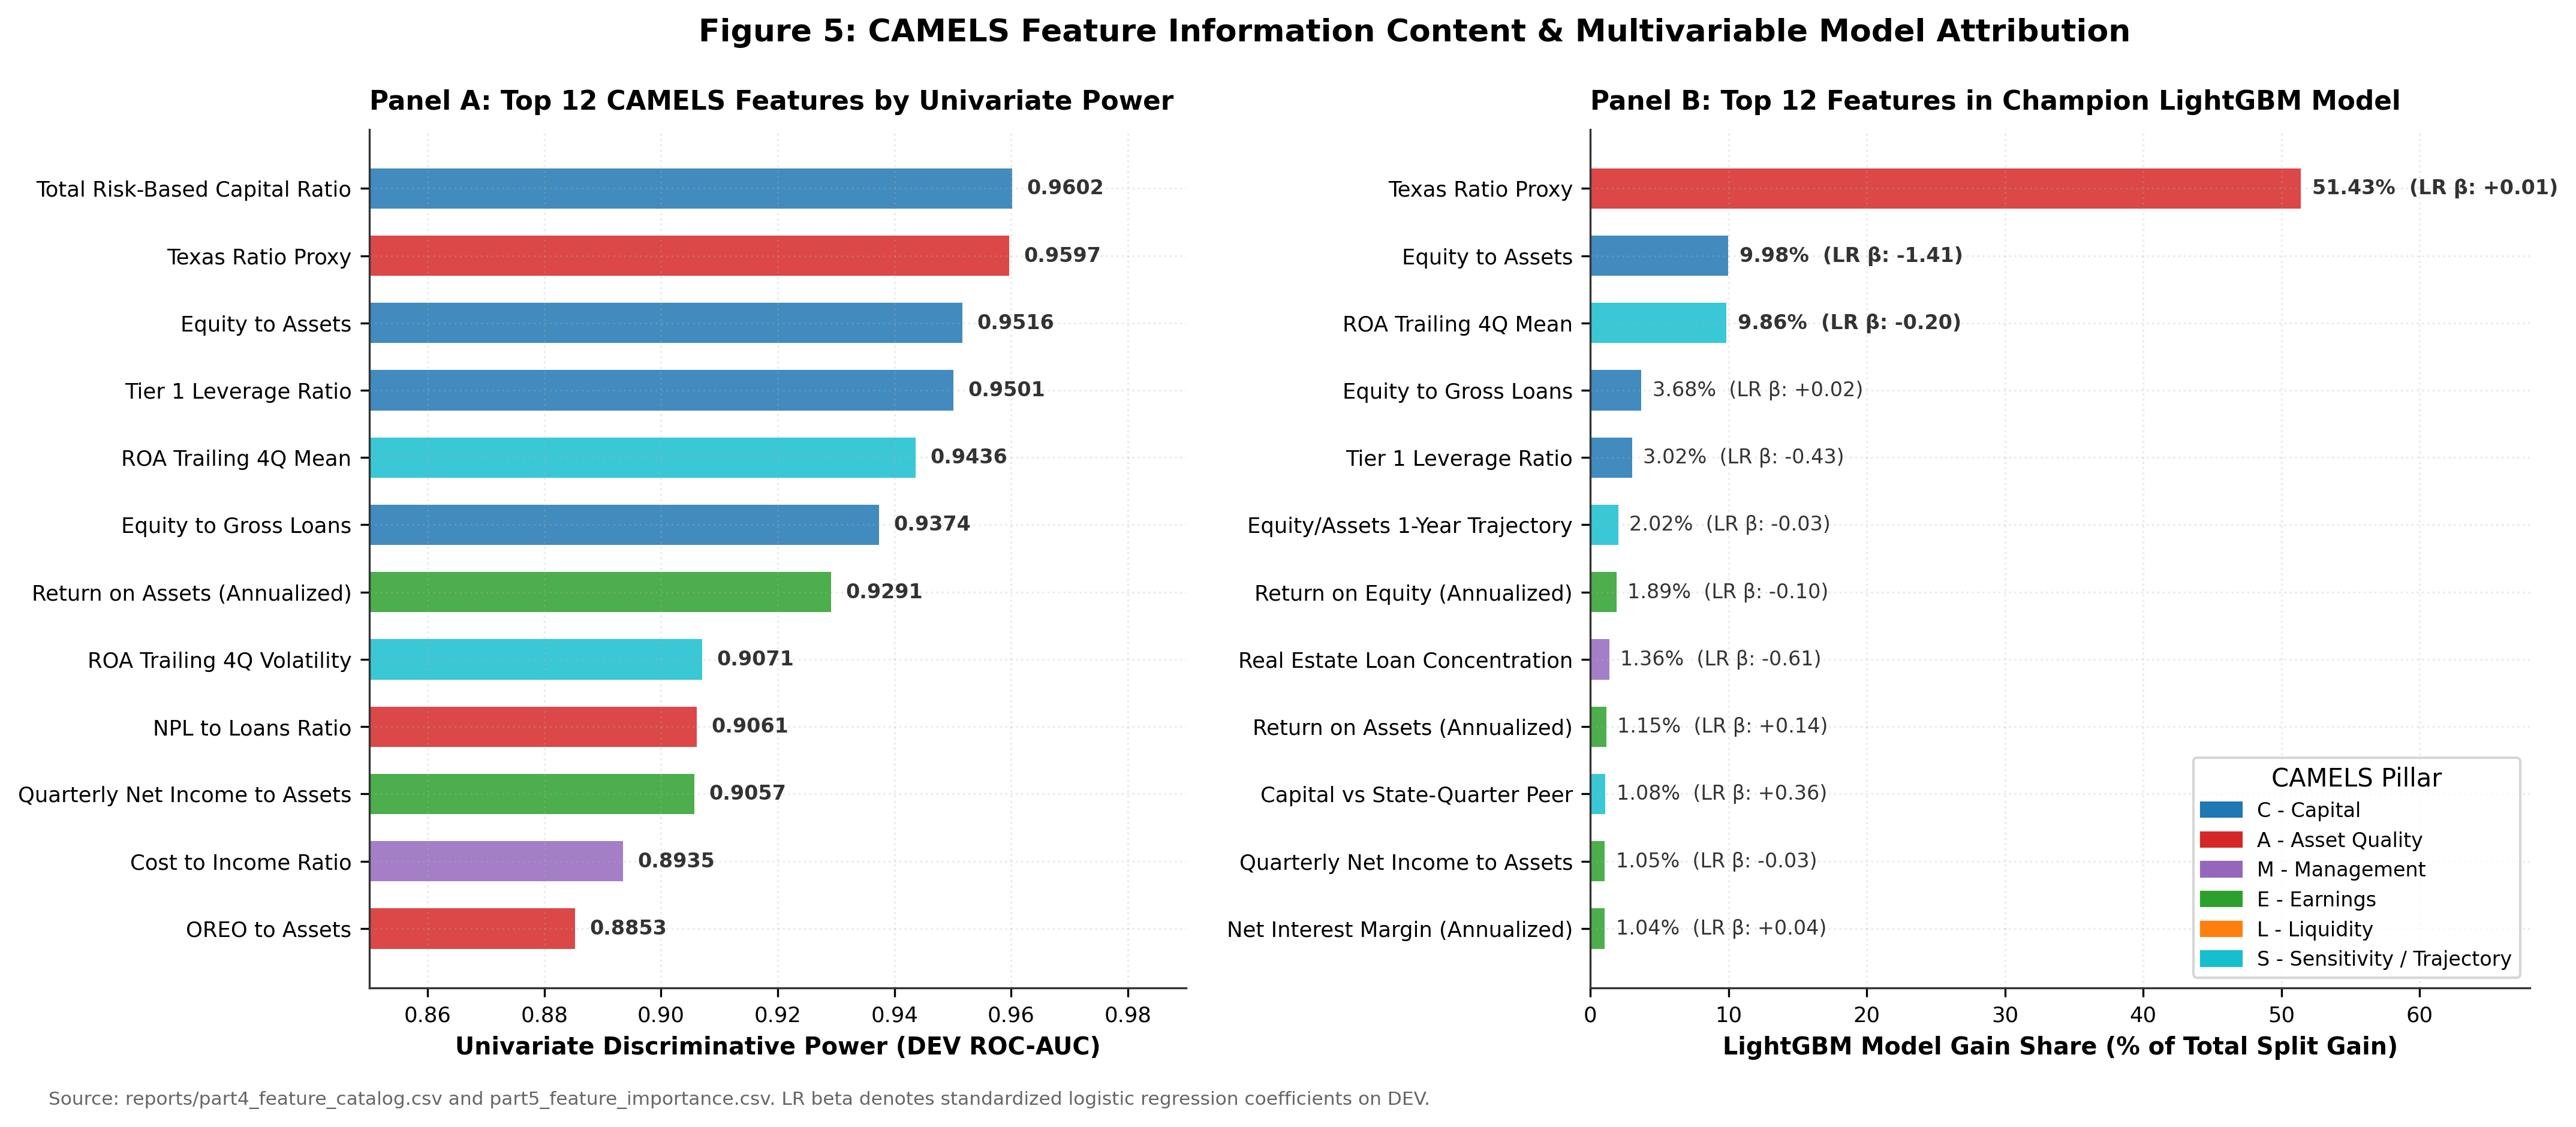 Figure 5: CAMELS Feature Information Content & Multivariable Model Attribution
Panel A: Top 12 CAMELS Features by Univariate Power
Total Risk-Based Capital Ratio 0.9602
Texas Ratio Proxy 0.9597
Equity to Assets 0.9516
Tier 1 Leverage Ratio 0.9501
ROA Trailing 4Q Mean 0.9436
Equity to Gross Loans 0.9374
Return on Assets (Annualized) 0.9291
ROA Trailing 4Q Volatility 0.9071
NPL to Loans Ratio 0.9061
Quarterly Net Income to Assets 0.9057
Cost to Income Ratio 0.8935
OREO to Assets 0.8853
0.86 0.88 0.90 0.92 0.94 0.96 0.98
Univariate Discriminative Power (DEV ROC-AUC)
Panel B: Top 12 Features in Champion LightGBM Model
Texas Ratio Proxy 51.43% (LR β: +0.01)
Equity to Assets 9.98% (LR β: -1.41)
ROA Trailing 4Q Mean 9.86% (LR β: -0.20)
Equity to Gross Loans 3.68% (LR β: +0.02)
Tier 1 Leverage Ratio 3.02% (LR β: -0.43)
Equity/Assets 1-Year Trajectory 2.02% (LR β: -0.03)
Return on Equity (Annualized) 1.89% (LR β: -0.10)
Real Estate Loan Concentration 1.36% (LR β: -0.61)
Return on Assets (Annualized) 1.15% (LR β: +0.14)
Capital vs State-Quarter Peer 1.08% (LR β: +0.36)
Quarterly Net Income to Assets 1.05% (LR β: -0.03)
Net Interest Margin (Annualized) 1.04% (LR β: +0.04)
CAMELS Pillar
C - Capital
A - Asset Quality
M - Management
E - Earnings
L - Liquidity
S - Sensitivity / Trajectory
0 10 20 30 40 50 60
LightGBM Model Gain Share (% of Total Split Gain)
Source: reports/part4_feature_catalog.csv and part5_feature_importance.csv. LR beta denotes standardized logistic regression coefficients on DEV.